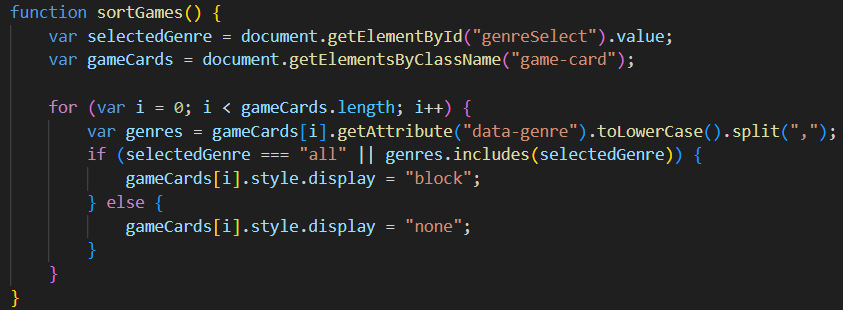 function sortGames() {
    var selectedGenre = document.getElementById("genreSelect").value;
    var gameCards = document.getElementsByClassName("game-card");

    for (var i = 0; i < gameCards.length; i++) {
        var genres = gameCards[i].getAttribute("data-genre").toLowerCase().split(",");
        if (selectedGenre === "all" || genres.includes(selectedGenre)) {
            gameCards[i].style.display = "block";
        } else {
            gameCards[i].style.display = "none";
        }
    }
}